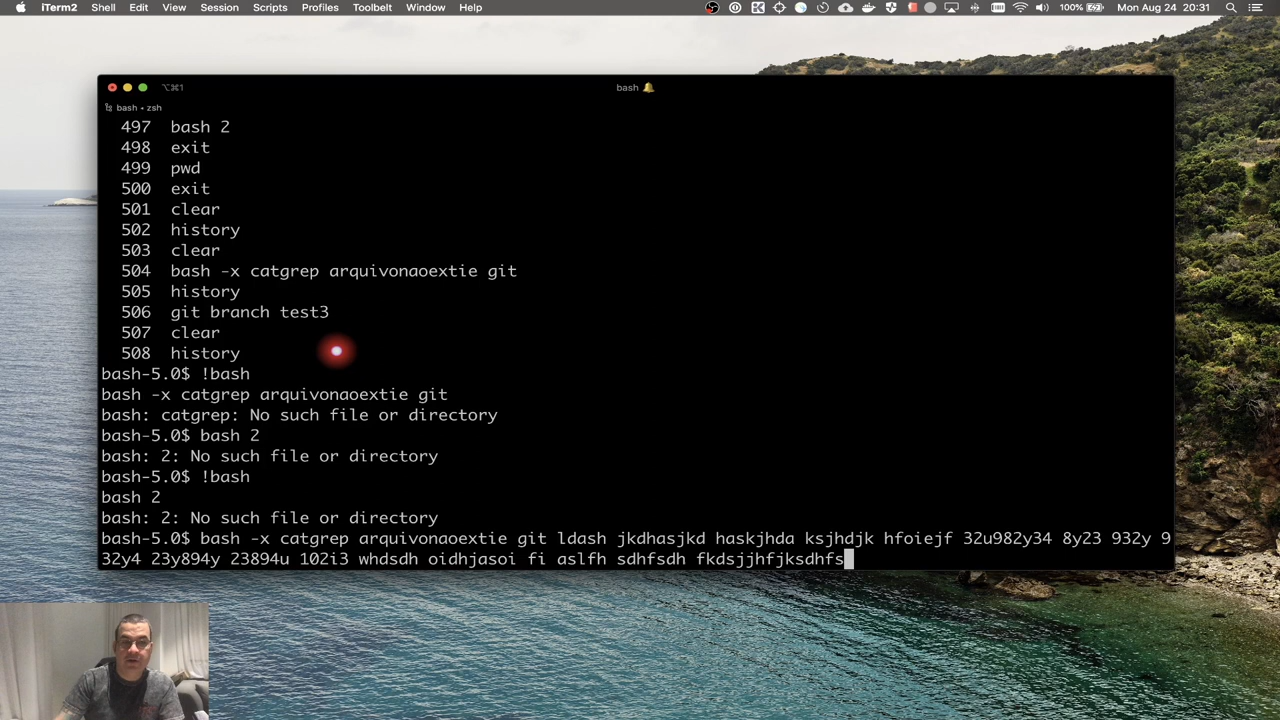 iTerm2 Shell Edit View Session Scripts Profiles Toolbelt Window Help 100% Mon Aug 24 20:31
⌥⌘1 bash
bash • zsh
497 bash 2
498 exit
499 pwd
500 exit
501 clear
502 history
503 clear
504 bash -x catgrep arquivonaoextie git
505 history
506 git branch test3
507 clear
508 history
bash-5.0$ !bash
bash -x catgrep arquivonaoextie git
bash: catgrep: No such file or directory
bash-5.0$ bash 2
bash: 2: No such file or directory
bash-5.0$ !bash
bash 2
bash: 2: No such file or directory
bash-5.0$ bash -x catgrep arquivonaoextie git ldash jkdhasjkd haskjhda ksjhdjk hfoiejf 32u982y34 8y23 932y 9
32y4 23y894y 23894u 102i3 whdsdh oidhjasoi fi aslfh sdhfsdh fkdsjjhfjksdhfs